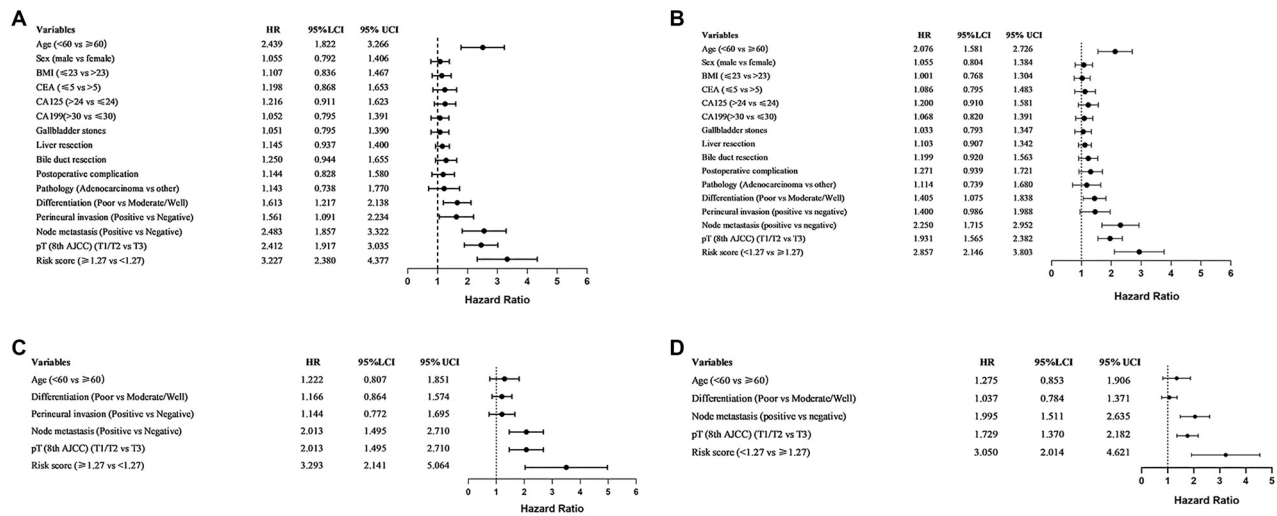 A
Variables HR 95%LCI 95% UCI
Age (<60 vs ≥60) 2.439 1.822 3.266
Sex (male vs female) 1.055 0.792 1.406
BMI (≤23 vs >23) 1.107 0.836 1.467
CEA (≤5 vs >5) 1.198 0.868 1.653
CA125 (>24 vs ≤24) 1.216 0.911 1.623
CA199 (>30 vs ≤30) 1.052 0.795 1.391
Gallbladder stones 1.051 0.795 1.390
Liver resection 1.145 0.937 1.400
Bile duct resection 1.250 0.944 1.655
Postoperative complication 1.144 0.828 1.580
Pathology (Adenocarcinoma vs other) 1.143 0.738 1.770
Differentiation (Poor vs Moderate/Well) 1.613 1.217 2.138
Perineural invasion (Positive vs Negative) 1.561 1.091 2.234
Node metastasis (Positive vs Negative) 2.483 1.857 3.322
pT (8th AJCC) (T1/T2 vs T3) 2.412 1.917 3.035
Risk score (≥1.27 vs <1.27) 3.227 2.380 4.377
0 1 2 3 4 5 6
Hazard Ratio
B
Variables HR 95%LCI 95% UCI
Age (<60 vs ≥60) 2.076 1.581 2.726
Sex (male vs female) 1.055 0.804 1.384
BMI (≤23 vs >23) 1.001 0.768 1.304
CEA (≤5 vs >5) 1.086 0.795 1.483
CA125 (>24 vs ≤24) 1.200 0.910 1.581
CA199(>30 vs ≤30) 1.068 0.820 1.391
Gallbladder stones 1.033 0.793 1.347
Liver resection 1.103 0.907 1.342
Bile duct resection 1.199 0.920 1.563
Postoperative complication 1.271 0.939 1.721
Pathology (Adenocarcinoma vs other) 1.114 0.739 1.680
Differentiation (Poor vs Moderate/Well) 1.405 1.075 1.838
Perineural invasion (positive vs negative) 1.400 0.986 1.988
Node metastasis (positive vs negative) 2.250 1.715 2.952
pT (8th AJCC) (T1/T2 vs T3) 1.931 1.565 2.382
Risk score (<1.27 vs ≥1.27) 2.857 2.146 3.803
0 1 2 3 4 5 6
Hazard Ratio
C
Variables HR 95%LCI 95% UCI
Age (<60 vs ≥60) 1.222 0.807 1.851
Differentiation (Poor vs Moderate/Well) 1.166 0.864 1.574
Perineural invasion (Positive vs Negative) 1.144 0.772 1.695
Node metastasis (Positive vs Negative) 2.013 1.495 2.710
pT (8th AJCC) (T1/T2 vs T3) 2.013 1.495 2.710
Risk score (≥1.27 vs <1.27) 3.293 2.141 5.064
0 1 2 3 4 5 6
Hazard Ratio
D
Variables HR 95%LCI 95% UCI
Age (<60 vs ≥60) 1.275 0.853 1.906
Differentiation (Poor vs Moderate/Well) 1.037 0.784 1.371
Node metastasis (positive vs negative) 1.995 1.511 2.635
pT (8th AJCC) (T1/T2 vs T3) 1.729 1.370 2.182
Risk score (<1.27 vs ≥1.27) 3.050 2.014 4.621
0 1 2 3 4 5
Hazard Ratio